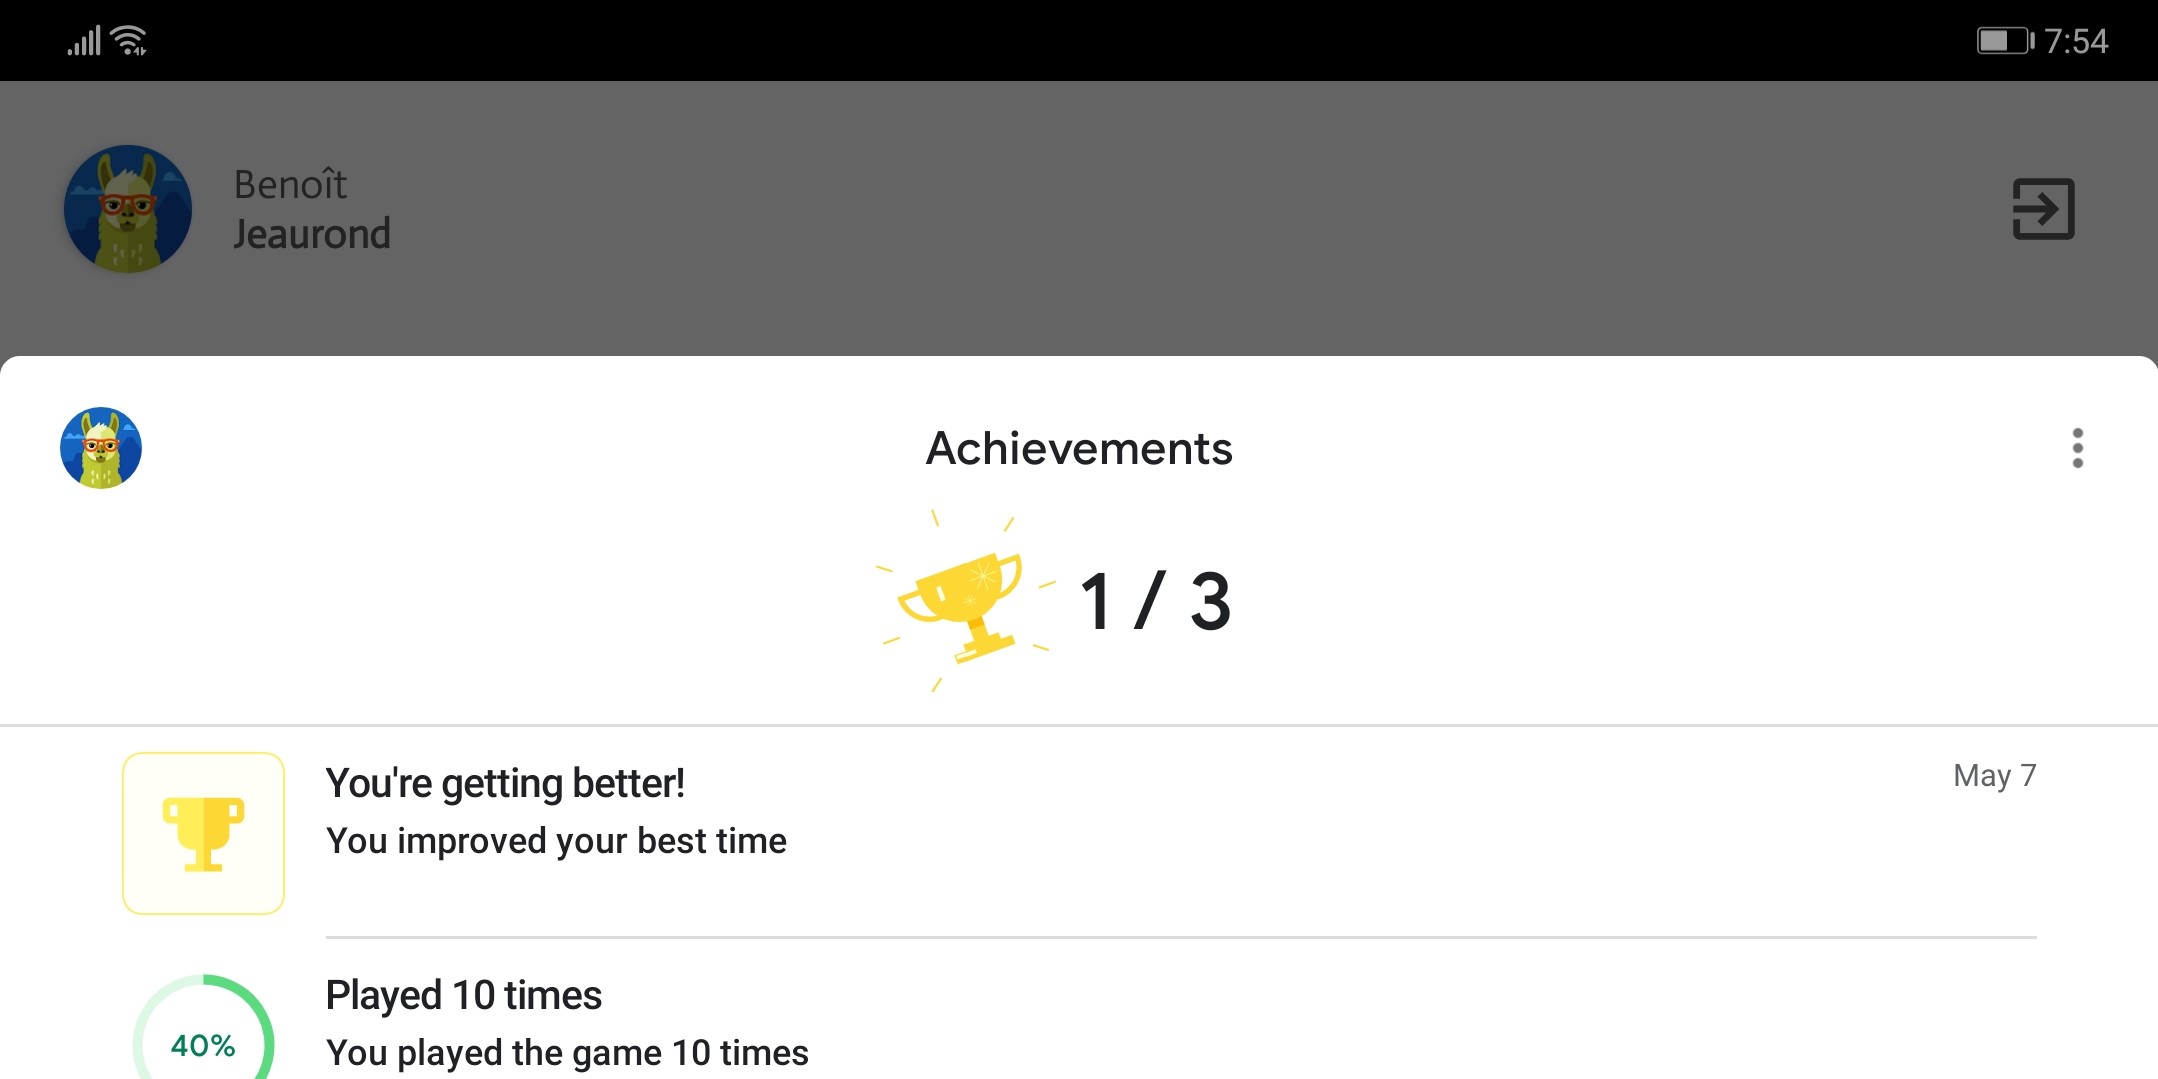 7:54
Benoît
Jeaurond
Achievements
1 / 3
You're getting better!
May 7
You improved your best time
Played 10 times
40%
You played the game 10 times